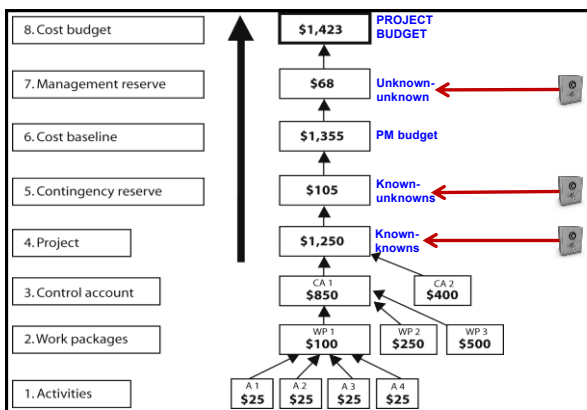 8. Cost budget
$1,423
PROJECT
BUDGET
7. Management reserve
$68
Unknown-
unknown
6. Cost baseline
$1,355
PM budget
5. Contingency reserve
$105
Known-
unknowns
4. Project
$1,250
Known-
knowns
3. Control account
CA 1
$850
CA 2
$400
2. Work packages
WP 1
$100
WP 2
$250
WP 3
$500
1. Activities
A 1
$25
A 2
$25
A 3
$25
A 4
$25